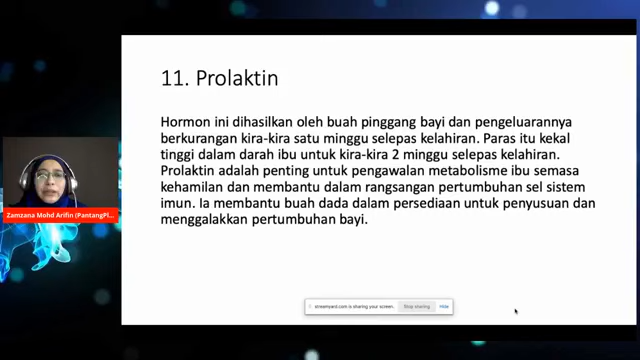 11. Prolaktin
Hormon ini dihasilkan oleh buah pinggang bayi dan pengeluarannya
berkurangan kira-kira satu minggu selepas kelahiran. Paras itu kekal
tinggi dalam darah ibu untuk kira-kira 2 minggu selepas kelahiran.
Prolaktin adalah penting untuk pengawalan metabolisme ibu semasa
kehamilan dan membantu dalam rangsangan pertumbuhan sel sistem
imun. Ia membantu buah dada dalam persediaan untuk penyusuan dan
menggalakkan pertumbuhan bayi.
Zamzana Mohd Arifin (PantangPl...
streamyard.com is sharing your screen. Stop sharing Hide